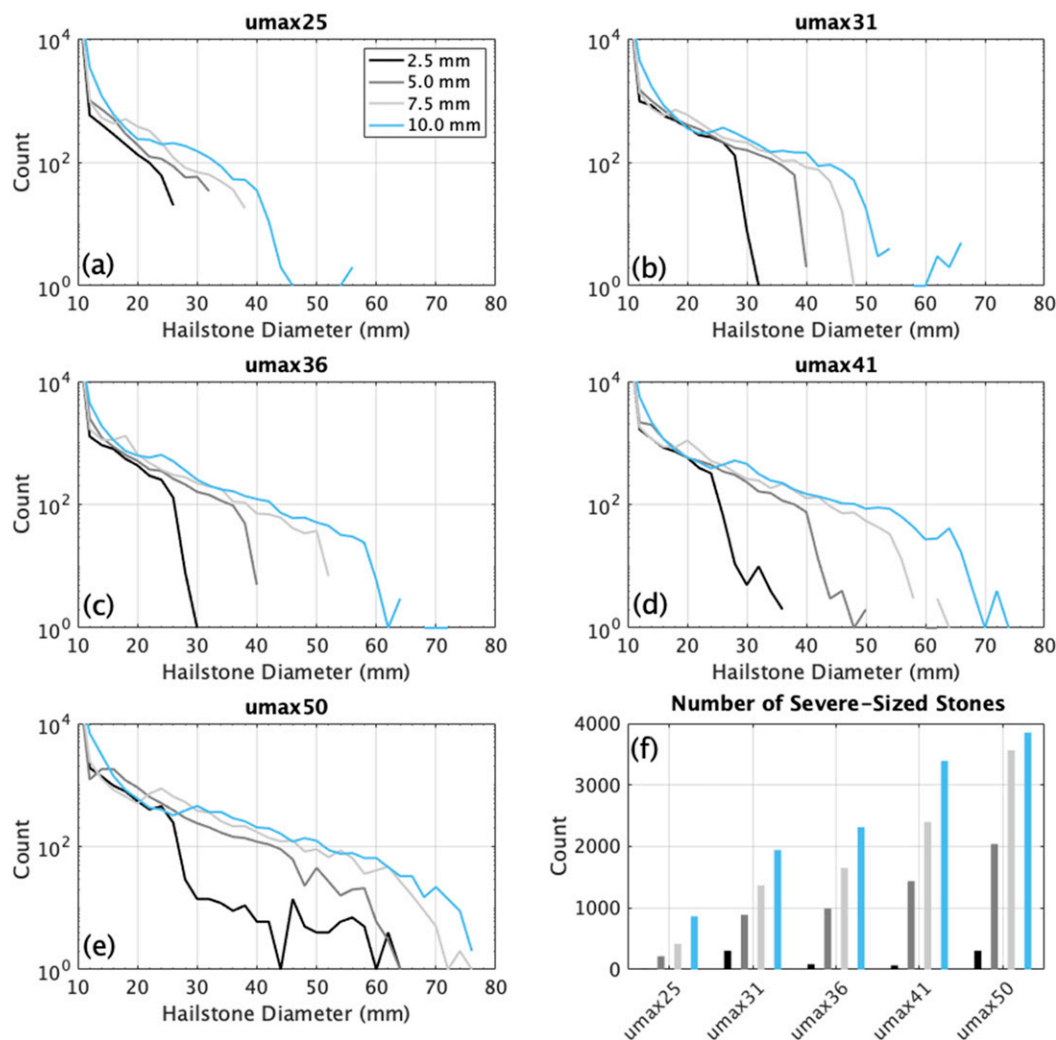 umax25
10⁴
10²
10⁰
Count
2.5 mm
5.0 mm
7.5 mm
10.0 mm
(a)
10 20 30 40 50 60 70 80
Hailstone Diameter (mm)
umax31
10⁴
10²
10⁰
Count
(b)
10 20 30 40 50 60 70 80
Hailstone Diameter (mm)
umax36
10⁴
10²
10⁰
Count
(c)
10 20 30 40 50 60 70 80
Hailstone Diameter (mm)
umax41
10⁴
10²
10⁰
Count
(d)
10 20 30 40 50 60 70 80
Hailstone Diameter (mm)
umax50
10⁴
10²
10⁰
Count
(e)
10 20 30 40 50 60 70 80
Hailstone Diameter (mm)
Number of Severe-Sized Stones
4000
3000
2000
1000
0
Count
(f)
umax25
umax31
umax36
umax41
umax50